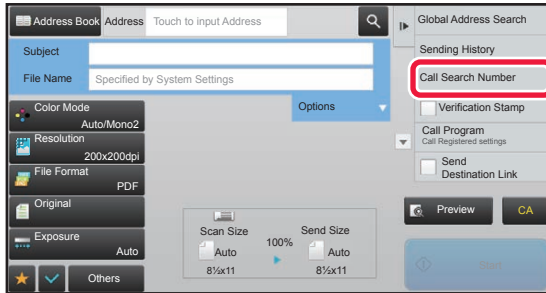 Address Book
Address
Touch to input Address
Subject
File Name
Specified by System Settings
Color Mode
Auto/Mono2
Resolution
200x200dpi
File Format
PDF
Original
Exposure
Auto
Others
Options
Scan Size
Auto
8½x11
100%
Send Size
Auto
8½x11
Global Address Search
Sending History
Call Search Number
Verification Stamp
Call Program
Call Registered settings
Send
Destination Link
Preview
CA
Start